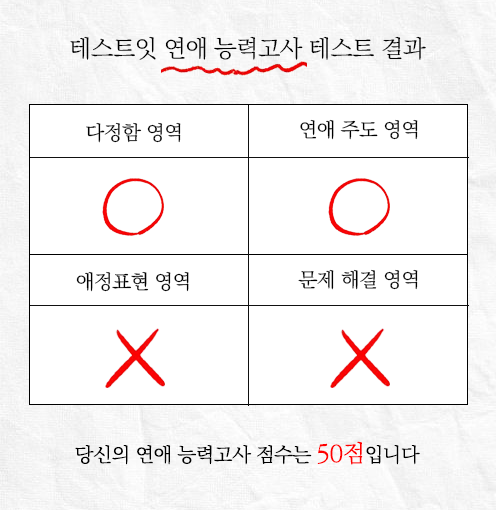 테스트잇 연애 능력고사 테스트 결과
다정함 영역
연애 주도 영역
애정표현 영역
문제 해결 영역
당신의 연애 능력고사 점수는 50점입니다